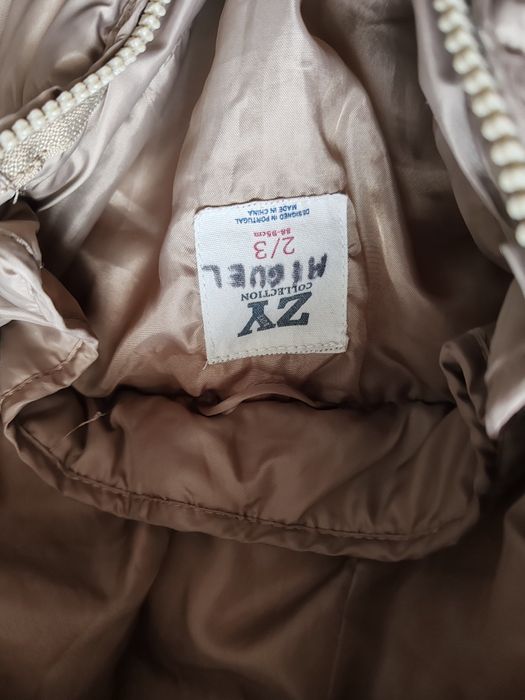 ZY
COLLECTION
MIGUEL
2/3
88-95cm
DESIGNED IN PORTUGAL
MADE IN CHINA